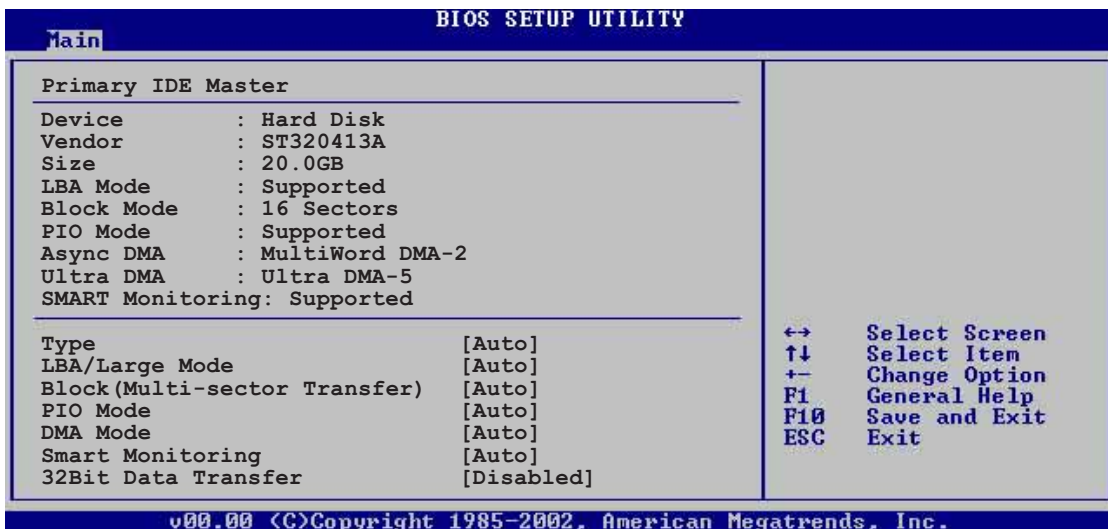 BIOS SETUP UTILITY
Main
Primary IDE Master
Device : Hard Disk
Vendor : ST320413A
Size : 20.0GB
LBA Mode : Supported
Block Mode : 16 Sectors
PIO Mode : Supported
Async DMA : MultiWord DMA-2
Ultra DMA : Ultra DMA-5
SMART Monitoring: Supported
Type [Auto]
LBA/Large Mode [Auto]
Block(Multi-sector Transfer) [Auto]
PIO Mode [Auto]
DMA Mode [Auto]
Smart Monitoring [Auto]
32Bit Data Transfer [Disabled]
←→ Select Screen
↑↓ Select Item
+- Change Option
F1 General Help
F10 Save and Exit
ESC Exit
v00.00 (C)Copyright 1985-2002, American Megatrends, Inc.